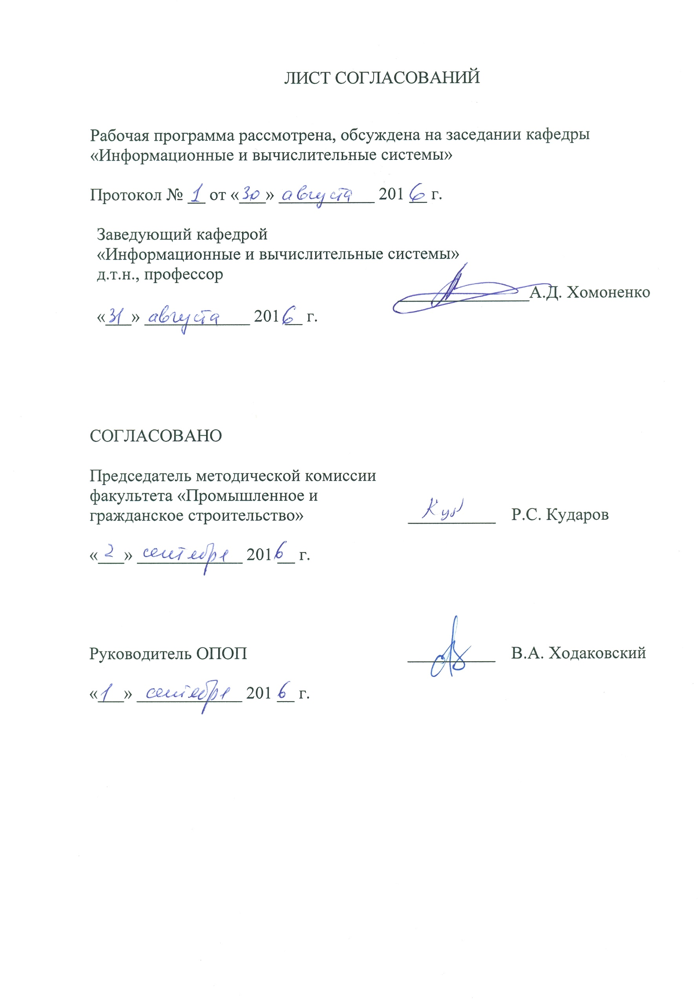 ЛИСТ СОГЛАСОВАНИЙ
Рабочая программа рассмотрена, обсуждена на заседании кафедры
«Информационные и вычислительные системы»
Протокол № 1 от «30» августа 2016 г.
Заведующий кафедрой
«Информационные и вычислительные системы»
д.т.н., профессор
А.Д. Хомоненко
«31» августа 2016 г.
СОГЛАСОВАНО
Председатель методической комиссии
факультета «Промышленное и
гражданское строительство» Р.С. Кударов
«2» сентября 2016 г.
Руководитель ОПОП В.А. Ходаковский
«1» сентября 2016 г.